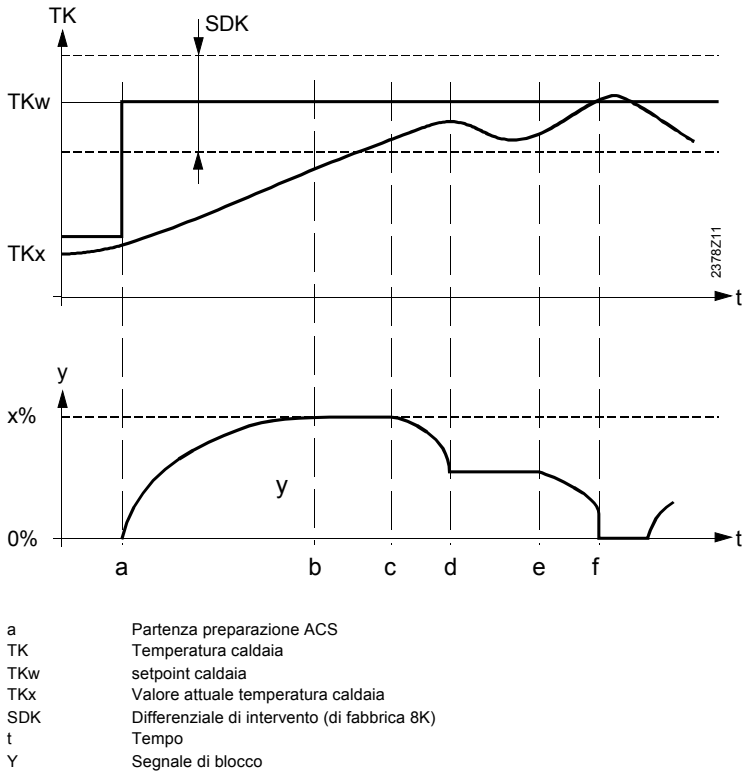 TK
SDK
TKw
TKx
2378Z11
t
y
x%
y
0%
t
a b c d e f
a Partenza preparazione ACS
TK Temperatura caldaia
TKw setpoint caldaia
TKx Valore attuale temperatura caldaia
SDK Differenziale di intervento (di fabbrica 8K)
t Tempo
Y Segnale di blocco